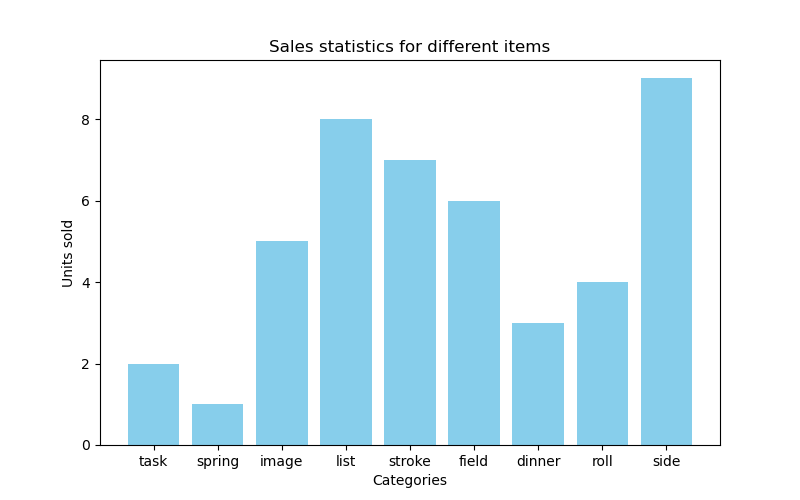 Sales statistics for different items
Units sold
8
6
4
2
0
task spring image list stroke field dinner roll side
Categories